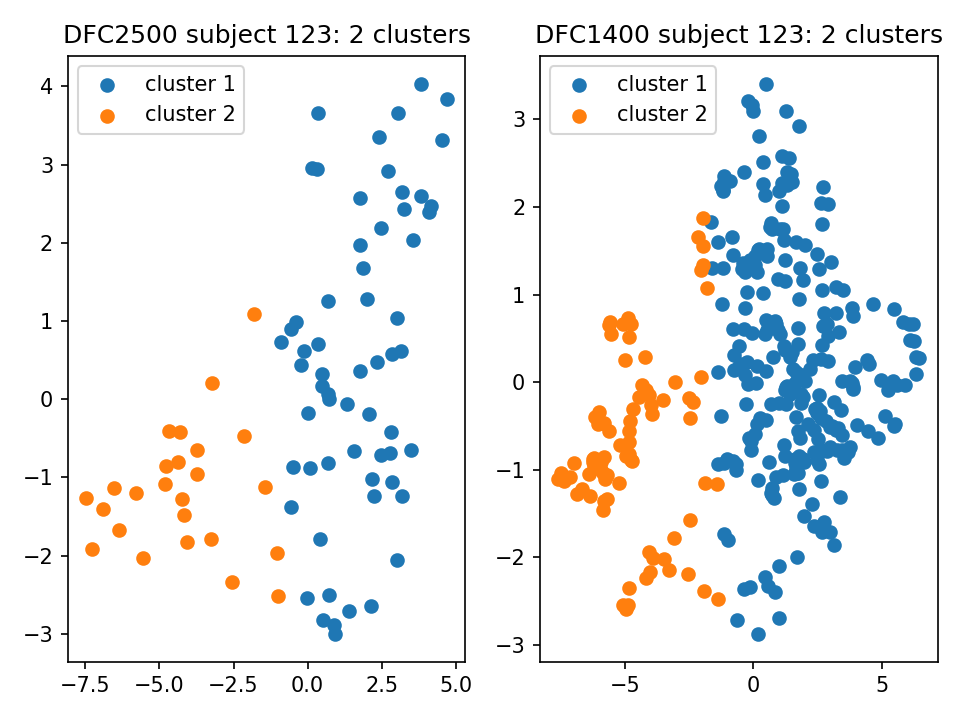 DFC2500 subject 123: 2 clusters
cluster 1
cluster 2
4
3
2
1
0
−1
−2
−3
−7.5 −5.0 −2.5 0.0 2.5 5.0
DFC1400 subject 123: 2 clusters
cluster 1
cluster 2
3
2
1
0
−1
−2
−3
−5 0 5